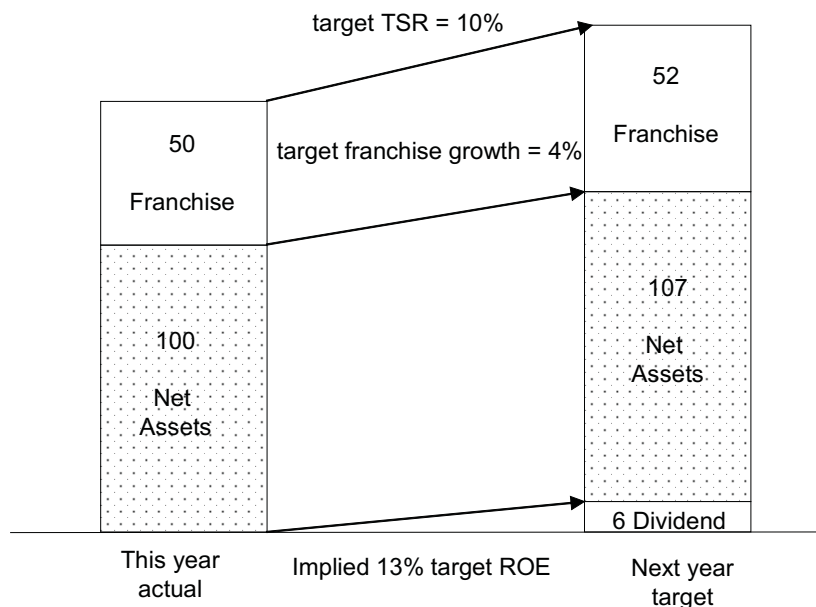 target TSR = 10%
50
Franchise
target franchise growth = 4%
52
Franchise
100
Net
Assets
107
Net
Assets
6 Dividend
This year
actual
Implied 13% target ROE
Next year
target